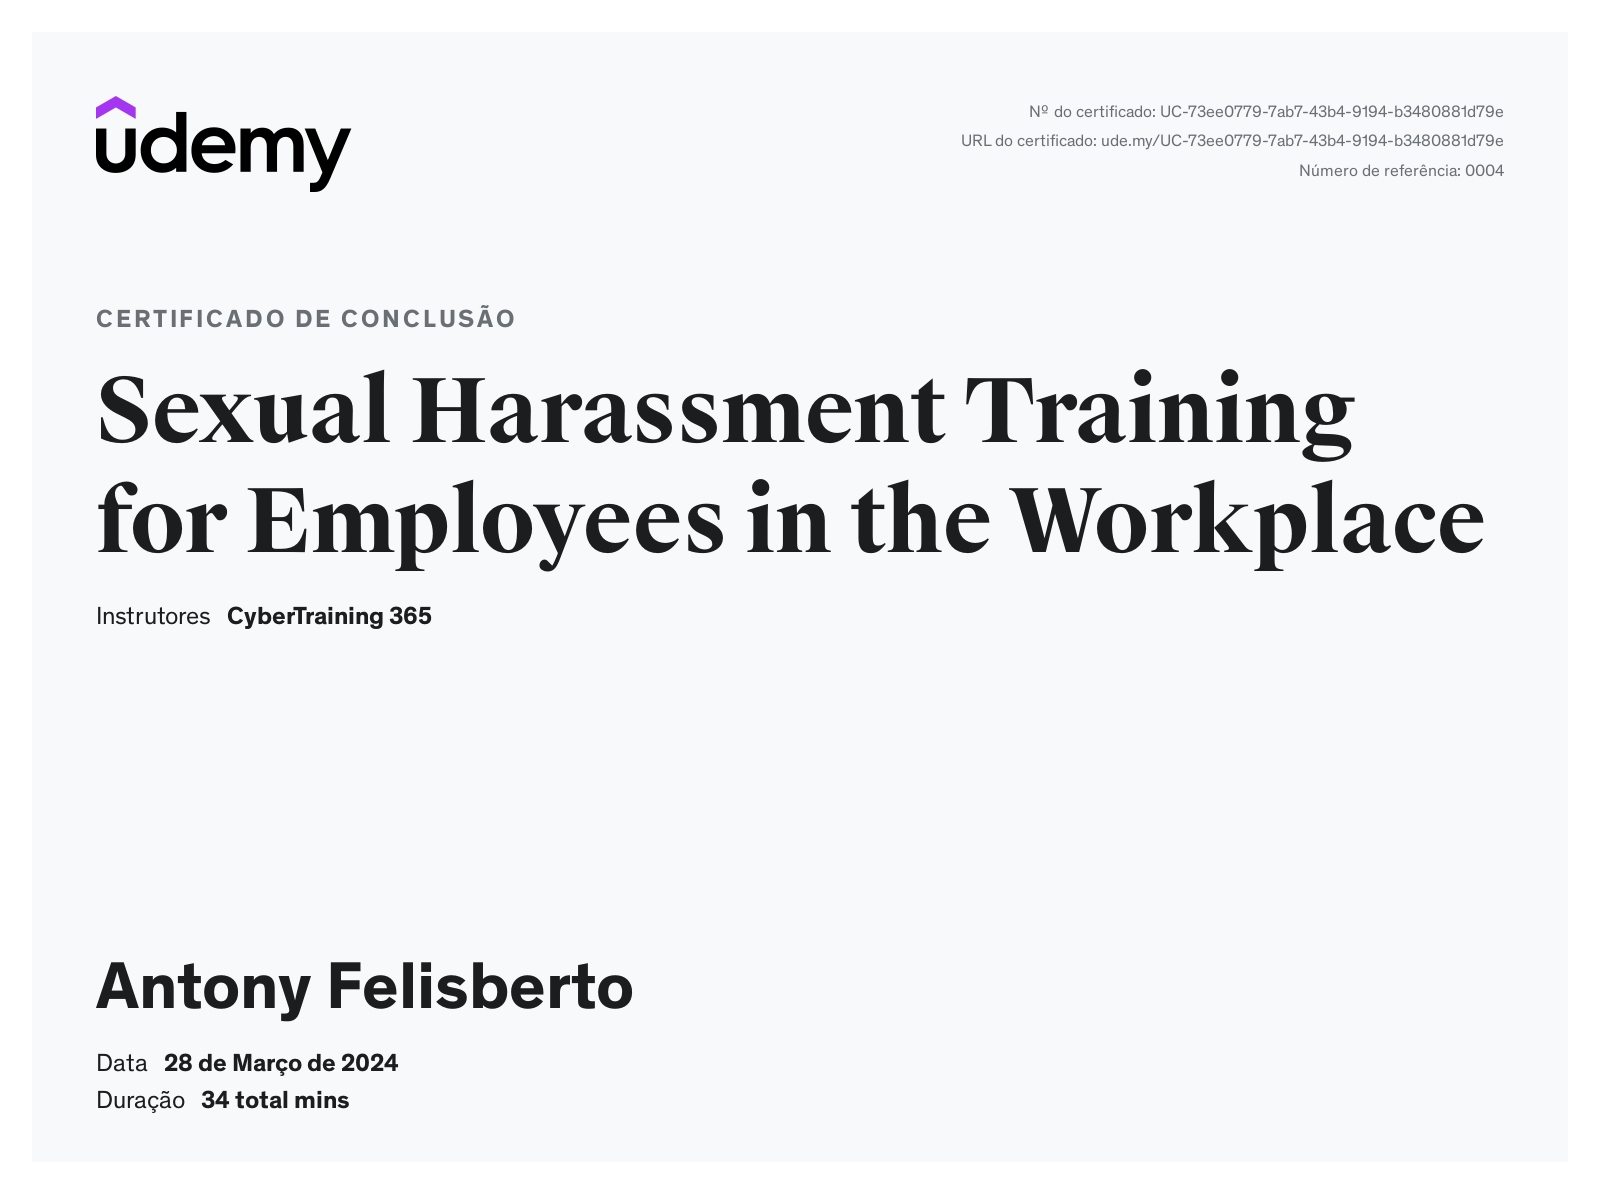 udemy
Nº do certificado: UC-73ee0779-7ab7-43b4-9194-b3480881d79e
URL do certificado: ude.my/UC-73ee0779-7ab7-43b4-9194-b3480881d79e
Número de referência: 0004
CERTIFICADO DE CONCLUSÃO
Sexual Harassment Training
for Employees in the Workplace
Instrutores CyberTraining 365
Antony Felisberto
Data 28 de Março de 2024
Duração 34 total mins